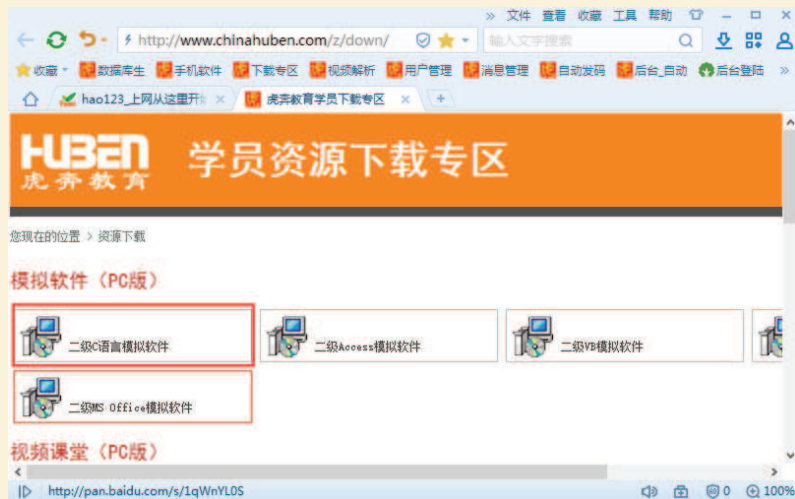 » 文件 查看 收藏 工具 帮助
http://www.chinahuben.com/z/down/ 输入文字搜索
收藏 数据库生 手机软件 下载专区 视频解析 用户管理 消息管理 自动发码 后台_自动 后台登陆 »
hao123_上网从这里开始 × 虎奔教育学员下载专区 × +
HUBEN
虎奔教育
学员资源下载专区
您现在的位置 > 资源下载
模拟软件（PC版）
二级C语言模拟软件 二级Access模拟软件 二级VB模拟软件
二级MS Office模拟软件
视频课堂（PC版）
http://pan.baidu.com/s/1qWnYL0S 0 100%